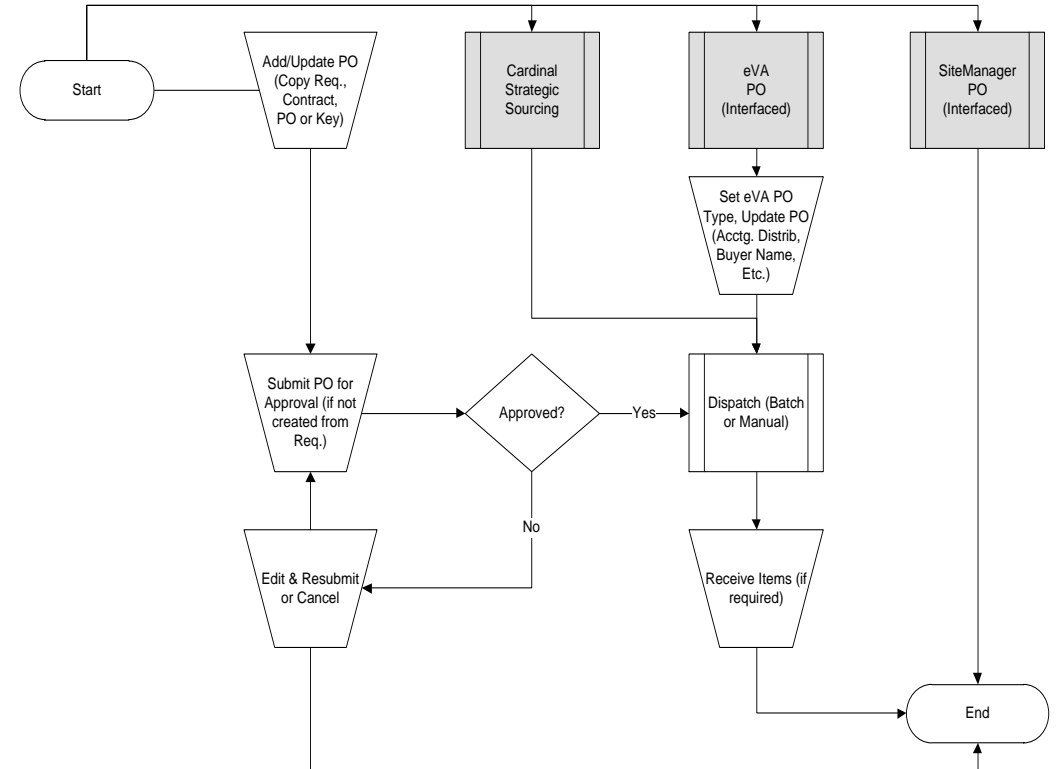 Start
Add/Update PO
(Copy Req.,
Contract,
PO or Key)
Cardinal
Strategic
Sourcing
eVA
PO
(Interfaced)
SiteManager
PO
(Interfaced)
Set eVA PO
Type, Update PO
(Acctg. Distrib,
Buyer Name,
Etc.)
Submit PO for
Approval (if not
created from
Req.)
Approved?
Yes
Dispatch (Batch
or Manual)
No
Edit & Resubmit
or Cancel
Receive Items (if
required)
End